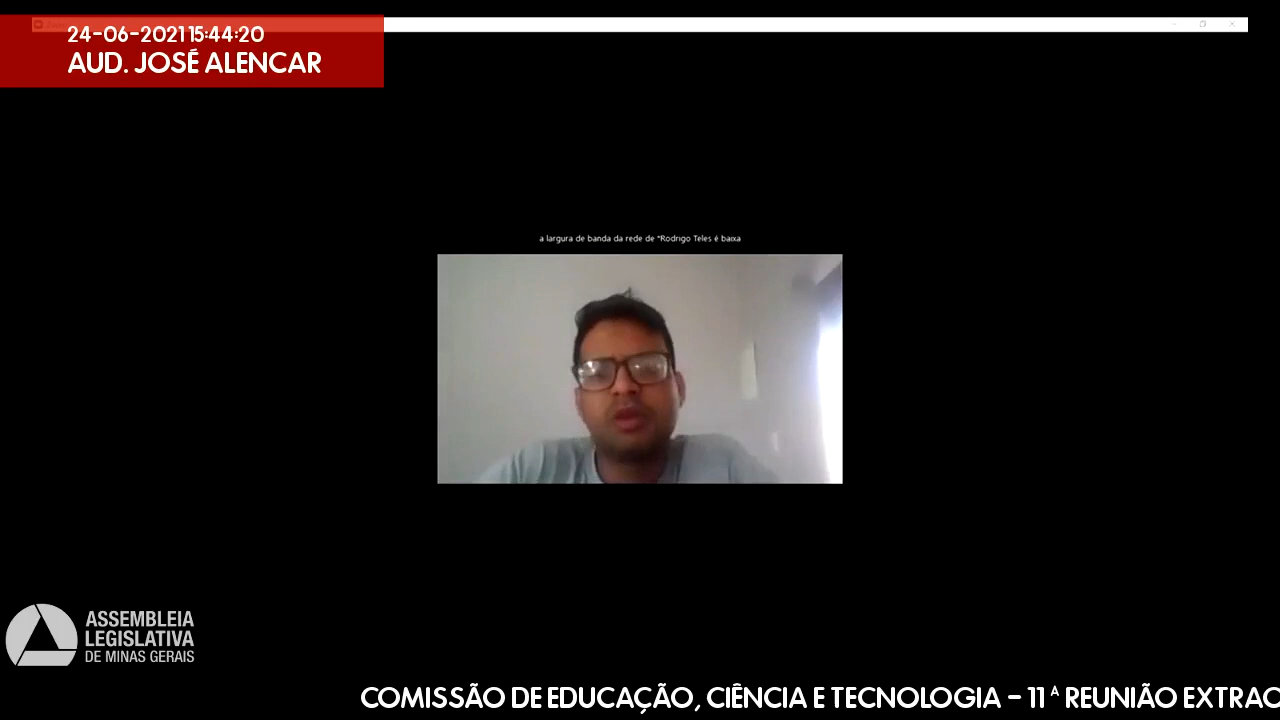 24-06-2021 15:44:20
AUD. JOSÉ ALENCAR
a largura de banda da rede de *Rodrigo Teles é baixa
ASSEMBLEIA
LEGISLATIVA
DE MINAS GERAIS
COMISSÃO DE EDUCAÇÃO, CIÊNCIA E TECNOLOGIA - 11ª REUNIÃO EXTRAO